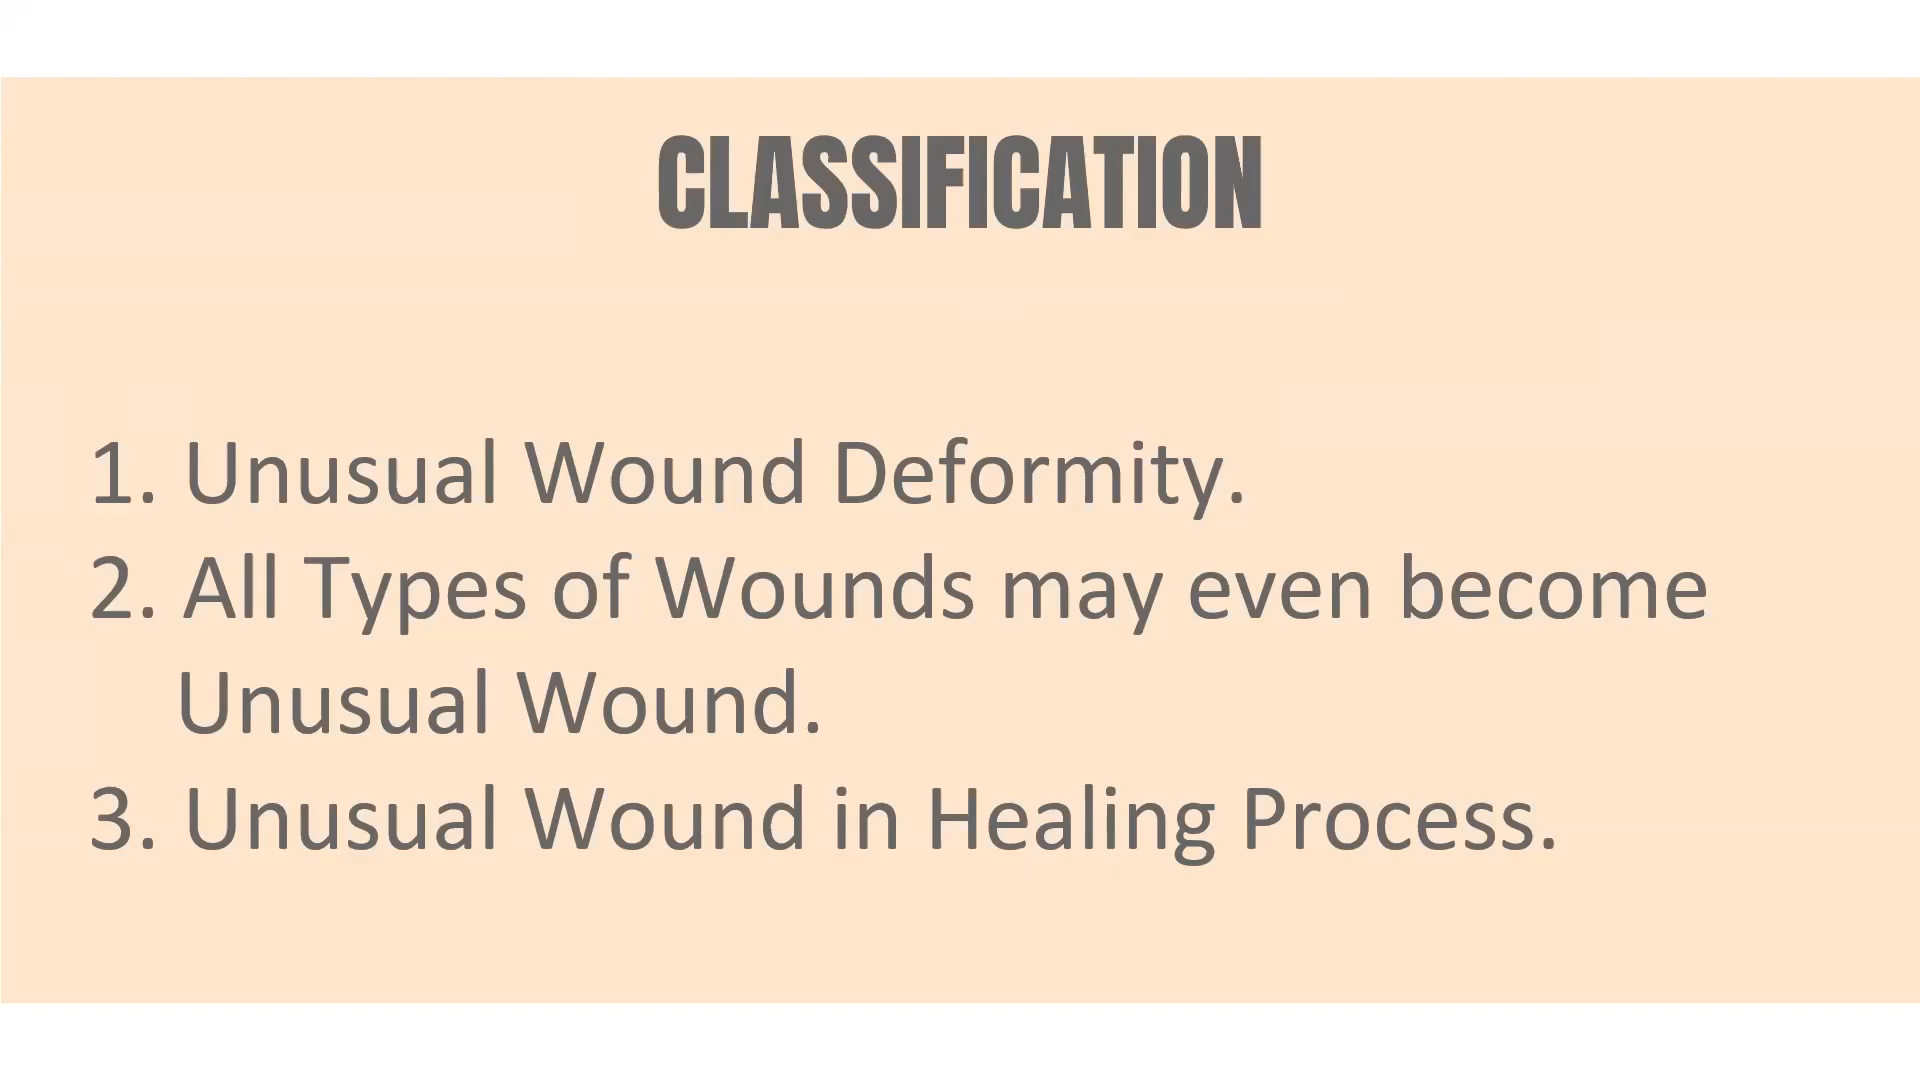 CLASSIFICATION
1. Unusual Wound Deformity.
2. All Types of Wounds may even become
Unusual Wound.
3. Unusual Wound in Healing Process.